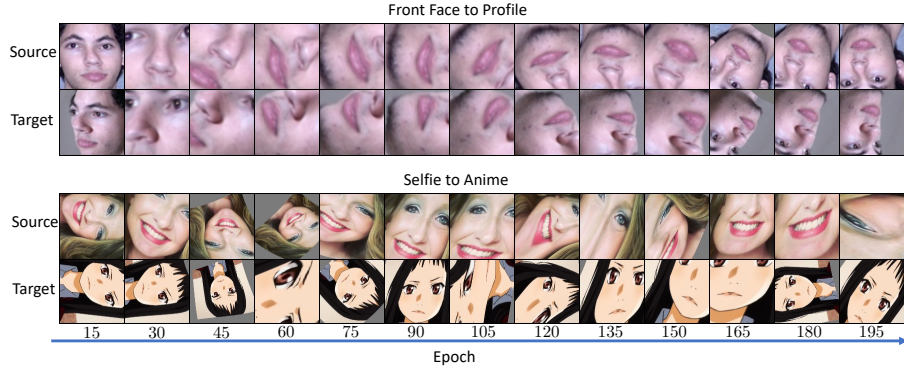 Front Face to Profile
Source
Target
Selfie to Anime
Source
Target
15 30 45 60 75 90 105 120 135 150 165 180 195
Epoch